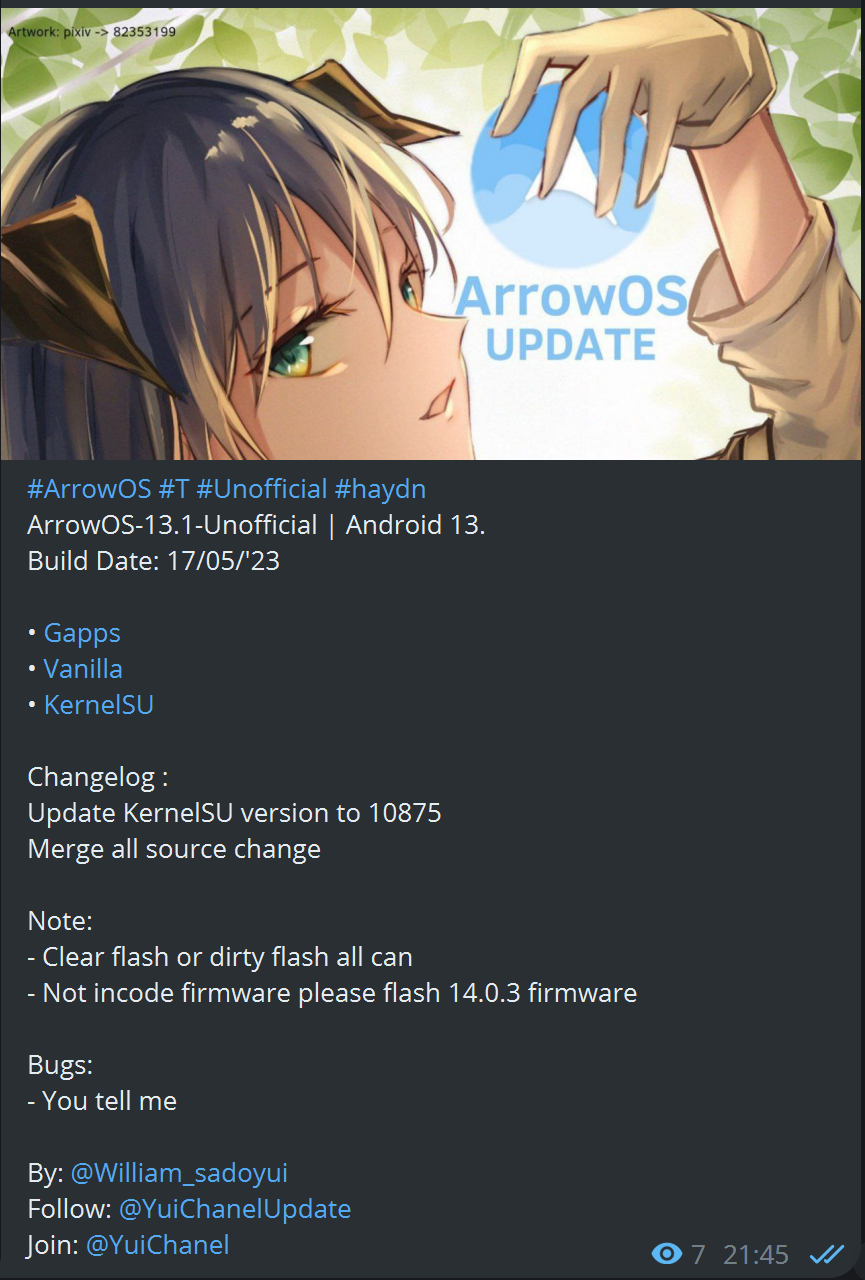 Artwork: pixiv -> 82353199
ArrowOS
UPDATE
#ArrowOS #T #Unofficial #haydn
ArrowOS-13.1-Unofficial | Android 13.
Build Date: 17/05/'23
• Gapps
• Vanilla
• KernelSU
Changelog :
Update KernelSU version to 10875
Merge all source change
Note:
- Clear flash or dirty flash all can
- Not incode firmware please flash 14.0.3 firmware
Bugs:
- You tell me
By: @William_sadoyui
Follow: @YuiChanelUpdate
Join: @YuiChanel
7 21:45